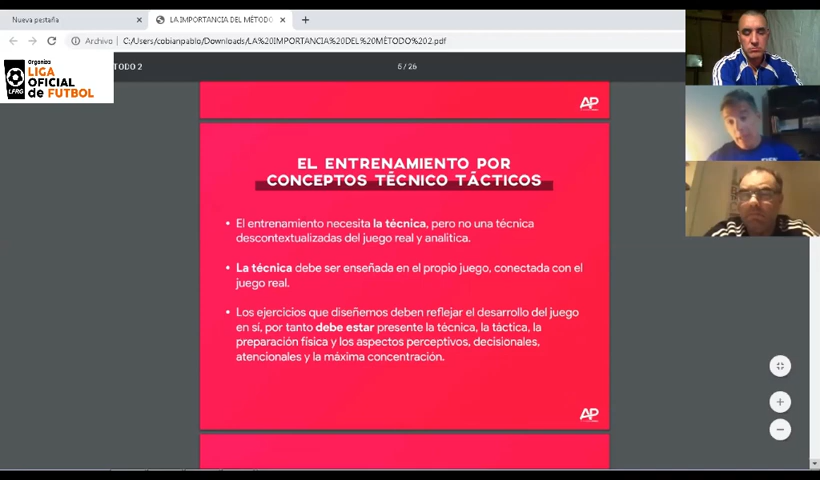 Nueva pestaña
LA IMPORTANCIA DEL MÉTODO
Archivo
C:/Users/cobianpablo/Downloads/LA%20IMPORTANCIA%20DEL%20MÉTODO%202.pdf
Organiza
LIGA
OFICIAL
de FUTBOL
LFRG
TODO 2
6 / 26
AP
EL ENTRENAMIENTO POR
CONCEPTOS TÉCNICO TÁCTICOS
• El entrenamiento necesita la técnica, pero no una técnica
descontextualizadas del juego real y analitica.
• La técnica debe ser enseñada en el propio juego, conectada con el
juego real.
• Los ejercicios que diseñemos deben reflejar el desarrollo del juego
en sí, por tanto debe estar presente la técnica, la táctica, la
preparación física y los aspectos perceptivos, decisionales,
atencionales y la máxima concentración.
AP